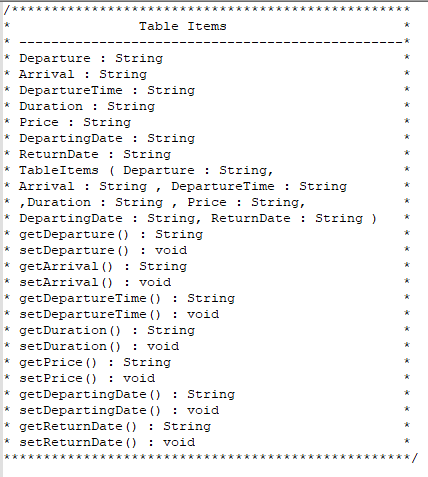 /**************************************************
* Table Items *
* -----------------------------------------------*
* Departure : String *
* Arrival : String *
* DepartureTime : String *
* Duration : String *
* Price : String *
* DepartingDate : String *
* ReturnDate : String *
* TableItems ( Departure : String, *
* Arrival : String , DepartureTime : String *
* ,Duration : String , Price : String, *
* DepartingDate : String, ReturnDate : String ) *
* getDeparture() : String *
* setDeparture() : void *
* getArrival() : String *
* setArrival() : void *
* getDepartureTime() : String *
* setDepartureTime() : void *
* getDuration() : String *
* setDuration() : void *
* getPrice() : String *
* setPrice() : void *
* getDepartingDate() : String *
* setDepartingDate() : void *
* getReturnDate() : String *
* setReturnDate() : void *
***************************************************/